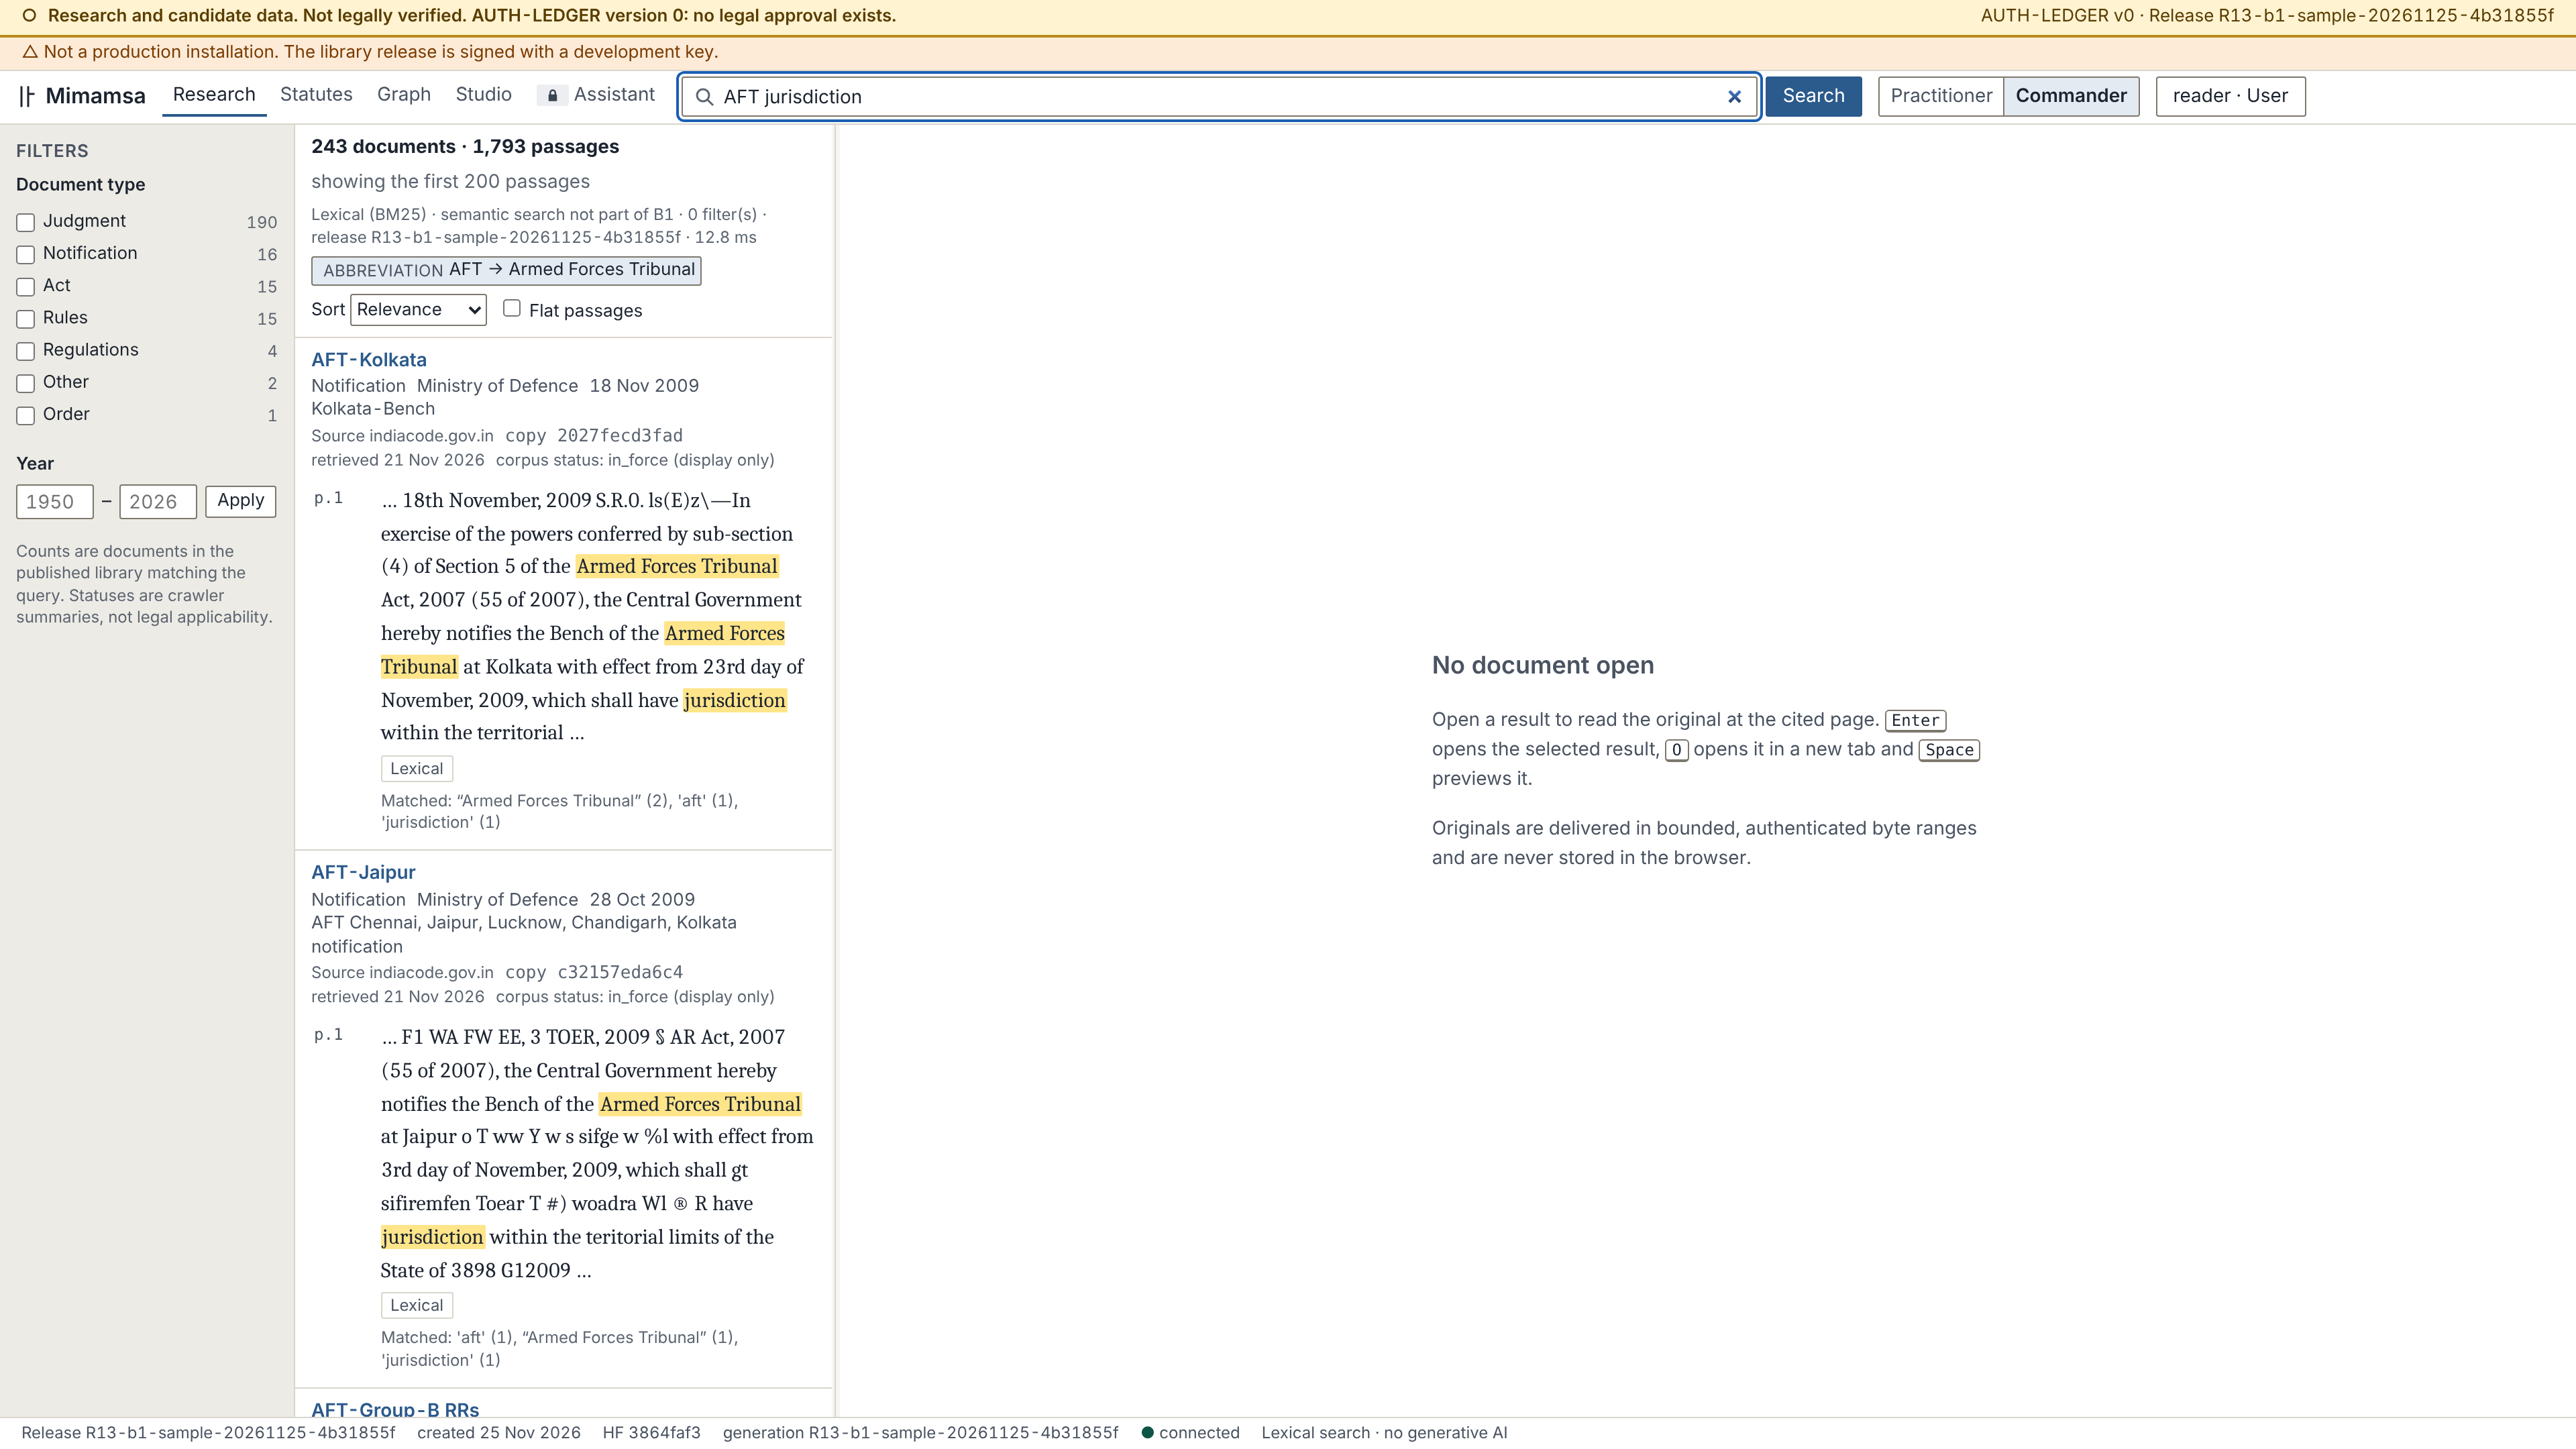 Research and candidate data. Not legally verified. AUTH-LEDGER version 0: no legal approval exists.
AUTH-LEDGER v0 · Release R13-b1-sample-20261125-4b31855f
Not a production installation. The library release is signed with a development key.
Mimamsa
Research
Statutes
Graph
Studio
Assistant
AFT jurisdiction
Search
Practitioner
Commander
reader · User
FILTERS
Document type
Judgment 190
Notification 16
Act 15
Rules 15
Regulations 4
Other 2
Order 1
Year
1950 – 2026 Apply
Counts are documents in the
published library matching the
query. Statuses are crawler
summaries, not legal applicability.
243 documents · 1,793 passages
showing the first 200 passages
Lexical (BM25) · semantic search not part of B1 · 0 filter(s) ·
release R13-b1-sample-20261125-4b31855f · 12.8 ms
ABBREVIATION AFT → Armed Forces Tribunal
Sort Relevance Flat passages
AFT-Kolkata
Notification Ministry of Defence 18 Nov 2009
Kolkata-Bench
Source indiacode.gov.in copy 2027fecd3fad
retrieved 21 Nov 2026 corpus status: in_force (display only)
p.1
… 18th November, 2009 S.R.O. ls(E)z\—In
exercise of the powers conferred by sub-section
(4) of Section 5 of the Armed Forces Tribunal
Act, 2007 (55 of 2007), the Central Government
hereby notifies the Bench of the Armed Forces
Tribunal at Kolkata with effect from 23rd day of
November, 2009, which shall have jurisdiction
within the territorial …
Lexical
Matched: “Armed Forces Tribunal” (2), 'aft' (1),
'jurisdiction' (1)
AFT-Jaipur
Notification Ministry of Defence 28 Oct 2009
AFT Chennai, Jaipur, Lucknow, Chandigarh, Kolkata
notification
Source indiacode.gov.in copy c32157eda6c4
retrieved 21 Nov 2026 corpus status: in_force (display only)
p.1
… F1 WA FW EE, 3 TOER, 2009 § AR Act, 2007
(55 of 2007), the Central Government hereby
notifies the Bench of the Armed Forces Tribunal
at Jaipur o T ww Y w s sifge w %l with effect from
3rd day of November, 2009, which shall gt
sifiremfen Toear T #) woadra Wl ® R have
jurisdiction within the teritorial limits of the
State of 3898 G12009 …
Lexical
Matched: 'aft' (1), “Armed Forces Tribunal” (1),
'jurisdiction' (1)
AFT-Group-B RRs
No document open
Open a result to read the original at the cited page. Enter
opens the selected result, O opens it in a new tab and Space
previews it.
Originals are delivered in bounded, authenticated byte ranges
and are never stored in the browser.
Release R13-b1-sample-20261125-4b31855f created 25 Nov 2026 HF 3864faf3 generation R13-b1-sample-20261125-4b31855f connected Lexical search · no generative AI